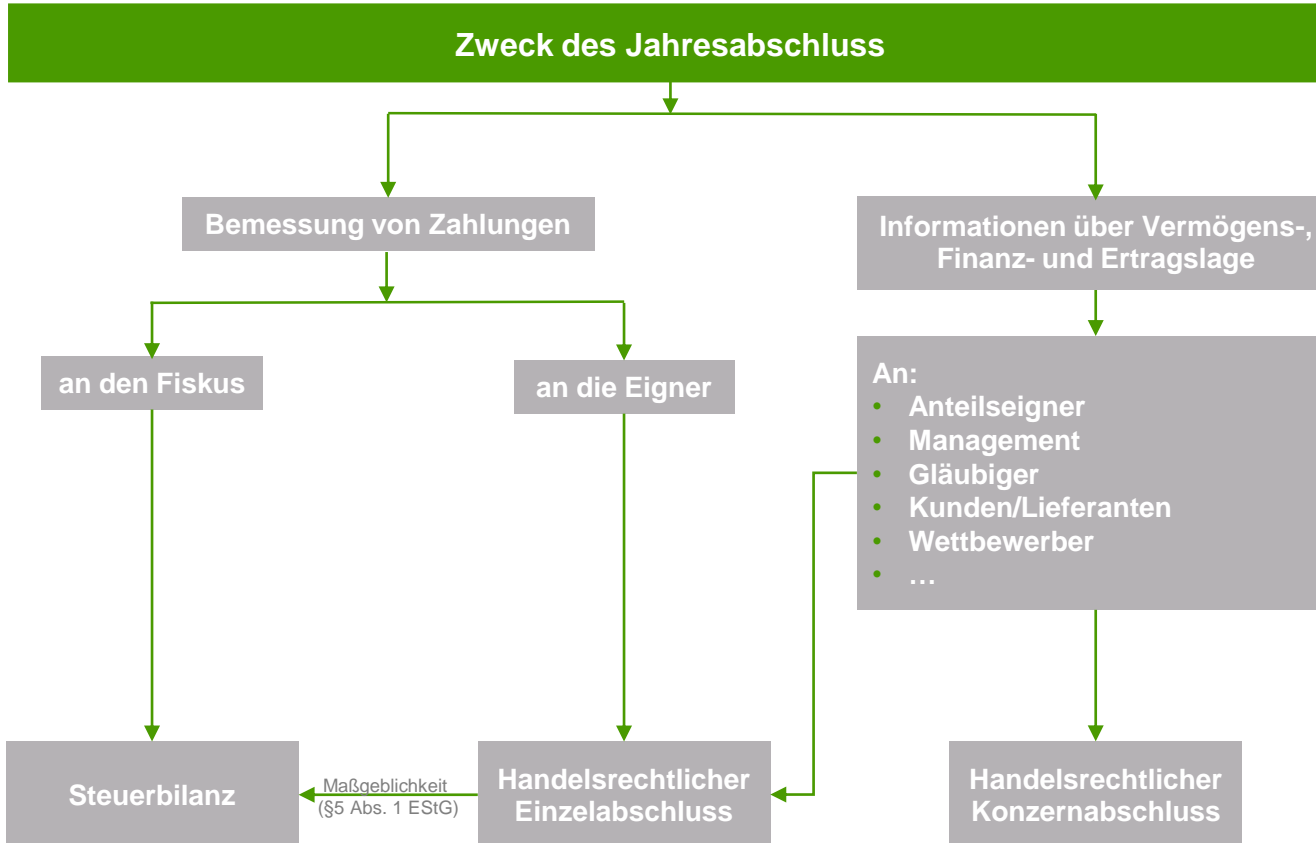 Zweck des Jahresabschluss
Bemessung von Zahlungen
Informationen über Vermögens-,
Finanz- und Ertragslage
an den Fiskus
an die Eigner
An:
• Anteilseigner
• Management
• Gläubiger
• Kunden/Lieferanten
• Wettbewerber
• …
Steuerbilanz
Maßgeblichkeit
(§5 Abs. 1 EStG)
Handelsrechtlicher
Einzelabschluss
Handelsrechtlicher
Konzernabschluss